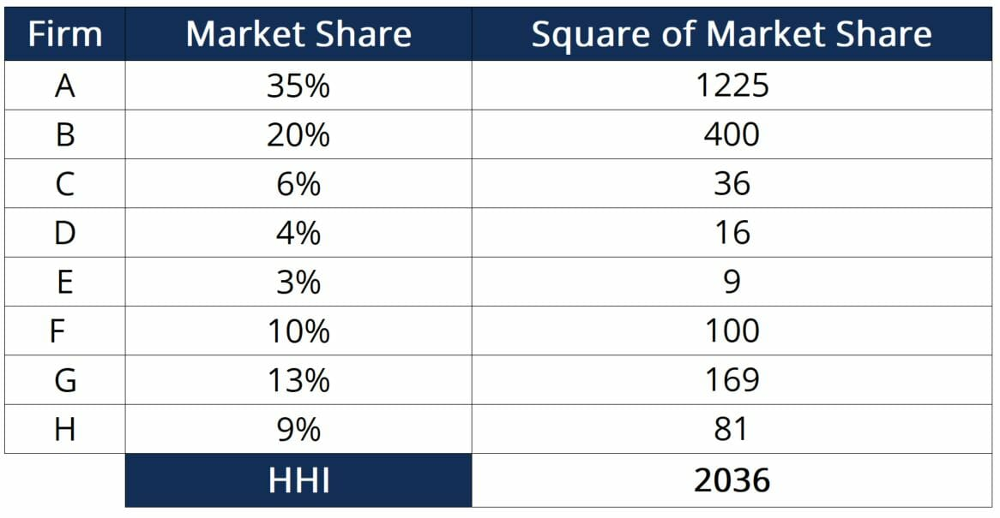 Firm Market Share Square of Market Share
A 35% 1225
B 20% 400
C 6% 36
D 4% 16
E 3% 9
F 10% 100
G 13% 169
H 9% 81
HHI 2036